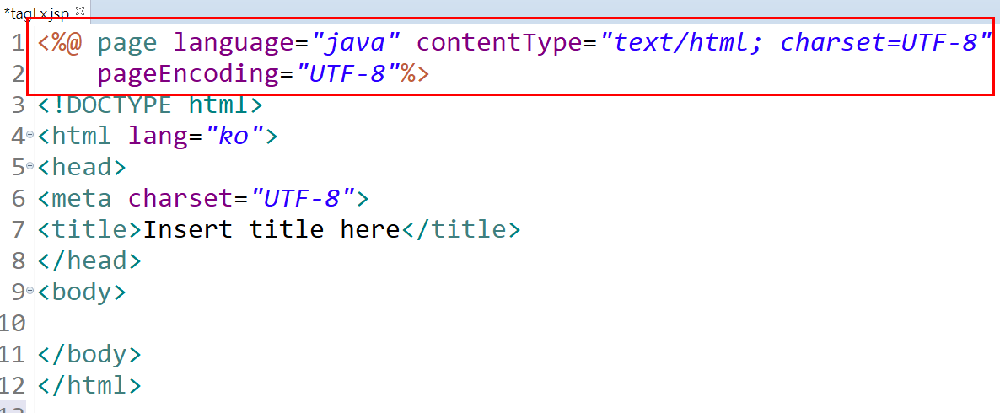 *tagEx.jsp
1 <%@ page language="java" contentType="text/html; charset=UTF-8"
2     pageEncoding="UTF-8"%>
3 <!DOCTYPE html>
4 <html lang="ko">
5 <head>
6 <meta charset="UTF-8">
7 <title>Insert title here</title>
8 </head>
9 <body>
10
11 </body>
12 </html>
13